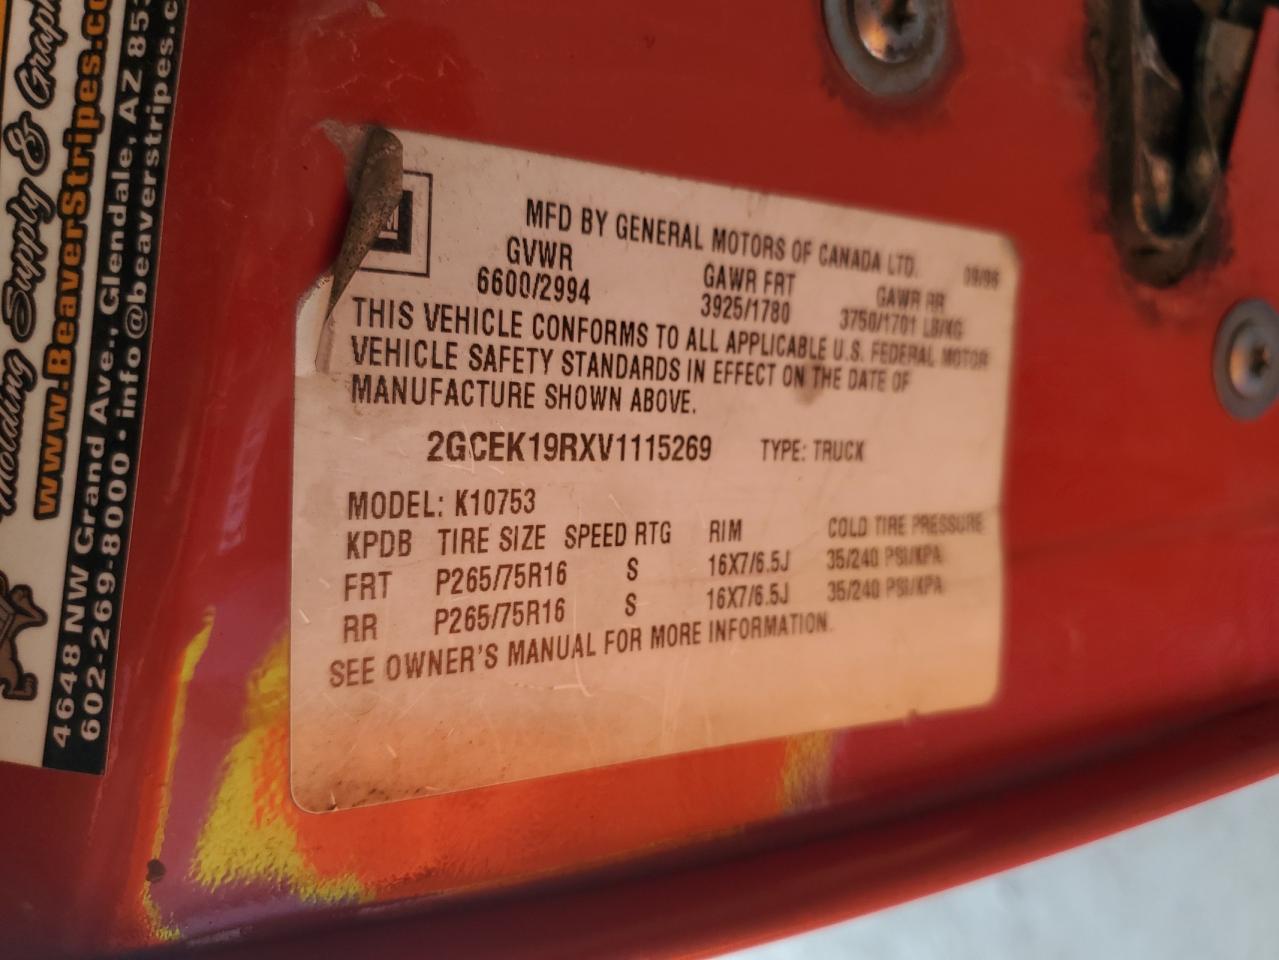 MFD BY GENERAL MOTORS OF CANADA LTD.
GVWR GAWR FRT GAWR RR
6600/2994 3925/1780 3750/1701 LB/KG
THIS VEHICLE CONFORMS TO ALL APPLICABLE U.S. FEDERAL MOTOR
VEHICLE SAFETY STANDARDS IN EFFECT ON THE DATE OF
MANUFACTURE SHOWN ABOVE.
2GCEK19RXV1115269 TYPE: TRUCK
MODEL: K10753
KPDB TIRE SIZE SPEED RTG RIM COLD TIRE PRESSURE
FRT P265/75R16 S 16X7/6.5J 35/240 PSI/KPA
RR P265/75R16 S 16X7/6.5J 35/240 PSI/KPA
SEE OWNER'S MANUAL FOR MORE INFORMATION.
Molding Supply &
www.BeaverStripes.co
4648 NW Grand Ave., Glendale, AZ 853
602-269-8000 • info@beaverstripes.c